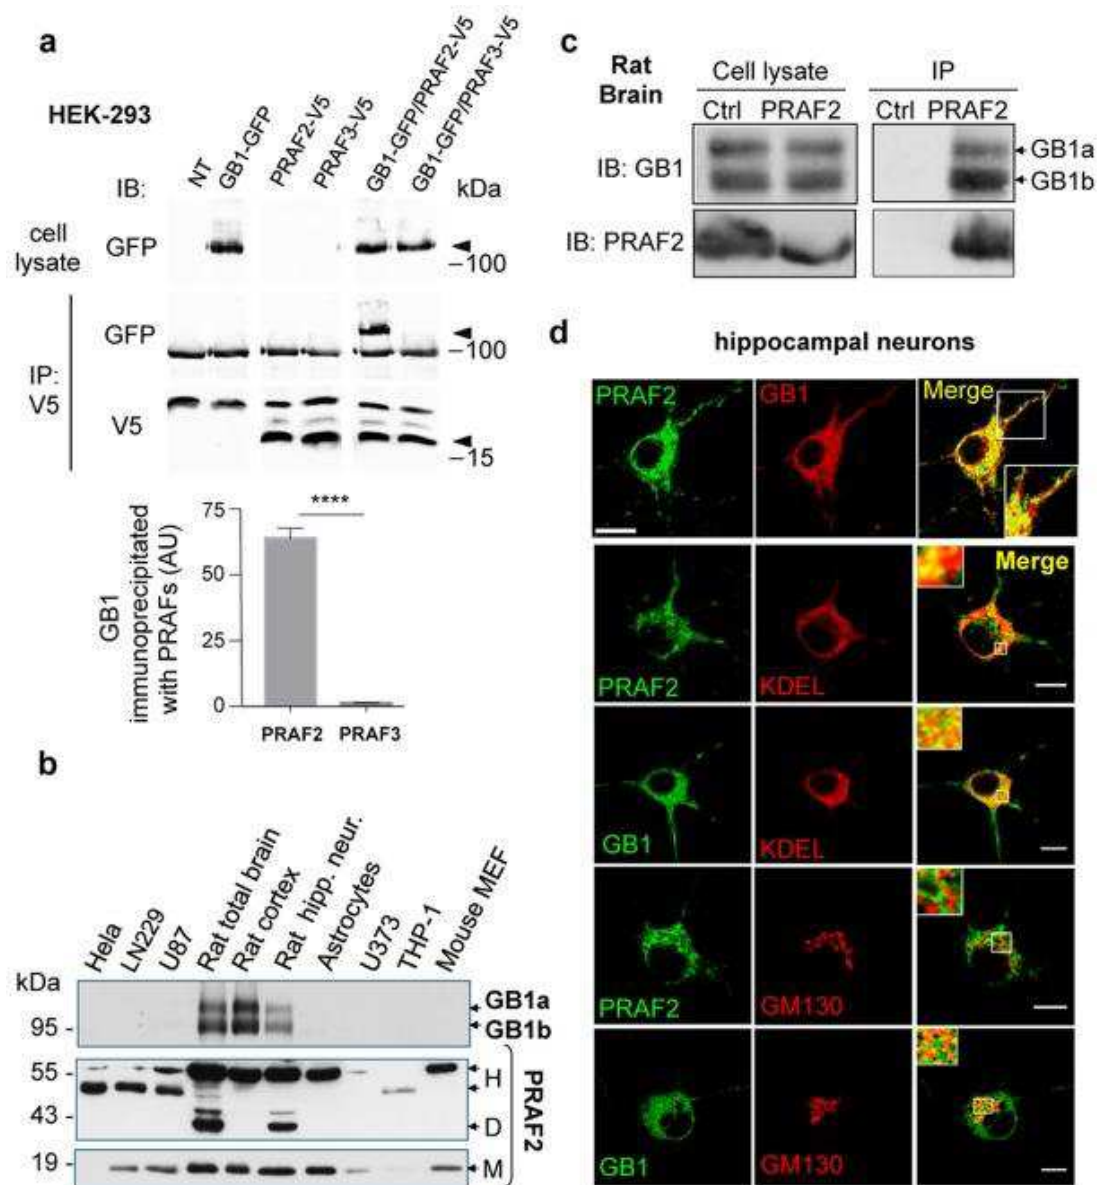 a
HEK-293
NT
GB1-GFP
PRAF2-V5
PRAF3-V5
GB1-GFP/PRAF2-V5
GB1-GFP/PRAF3-V5
IB:
kDa
cell
lysate
GFP
–100
IP:
V5
GFP
–100
V5
–15
GB1
immunoprecipitated
with PRAFs (AU)
75
50
25
0
****
PRAF2
PRAF3
b
Hela
LN229
U87
Rat total brain
Rat cortex
Rat hipp. neur.
Astrocytes
U373
THP-1
Mouse MEF
kDa
95 -
55 -
43 -
19 -
GB1a
GB1b
H
D
M
PRAF2
c
Rat
Brain
Cell lysate
IP
Ctrl PRAF2
Ctrl PRAF2
IB: GB1
GB1a
GB1b
IB: PRAF2
d
hippocampal neurons
PRAF2
GB1
Merge
PRAF2
KDEL
Merge
GB1
KDEL
PRAF2
GM130
GB1
GM130